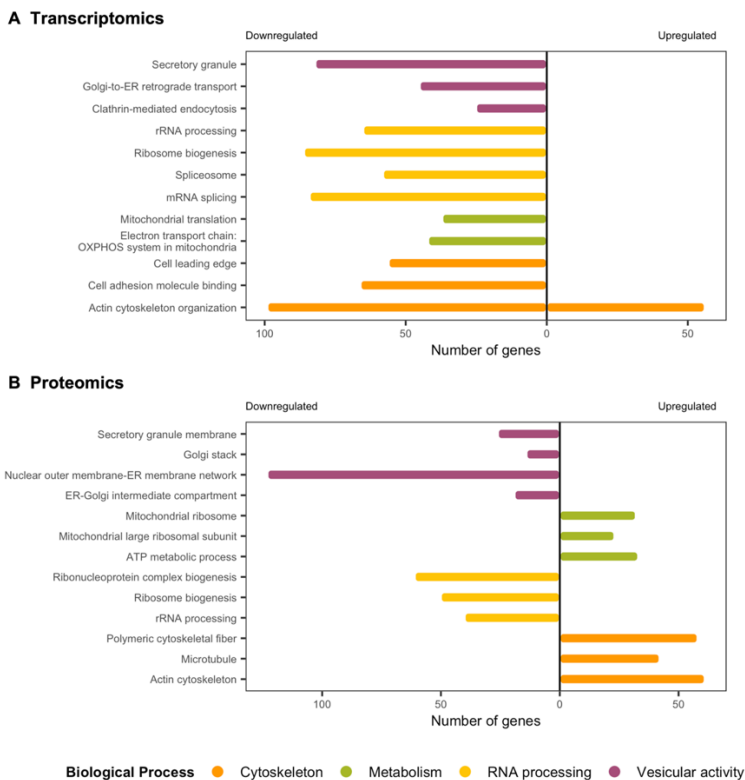 A Transcriptomics
Downregulated Upregulated
Secretory granule
Golgi-to-ER retrograde transport
Clathrin-mediated endocytosis
rRNA processing
Ribosome biogenesis
Spliceosome
mRNA splicing
Mitochondrial translation
Electron transport chain:
OXPHOS system in mitochondria
Cell leading edge
Cell adhesion molecule binding
Actin cytoskeleton organization
100 50 0 50
Number of genes
B Proteomics
Downregulated Upregulated
Secretory granule membrane
Golgi stack
Nuclear outer membrane-ER membrane network
ER-Golgi intermediate compartment
Mitochondrial ribosome
Mitochondrial large ribosomal subunit
ATP metabolic process
Ribonucleoprotein complex biogenesis
Ribosome biogenesis
rRNA processing
Polymeric cytoskeletal fiber
Microtubule
Actin cytoskeleton
100 50 0 50
Number of genes
Biological Process Cytoskeleton Metabolism RNA processing Vesicular activity